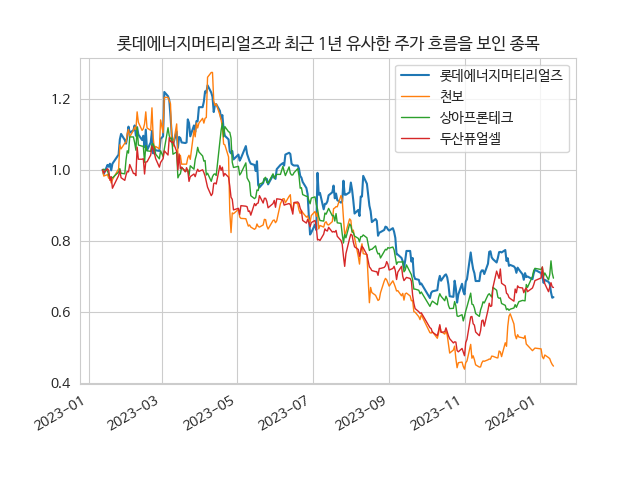 롯데에너지머티리얼즈과 최근 1년 유사한 주가 흐름을 보인 종목
롯데에너지머티리얼즈
천보
상아프론테크
두산퓨얼셀
1.2
1.0
0.8
0.6
0.4
2023-01
2023-03
2023-05
2023-07
2023-09
2023-11
2024-01